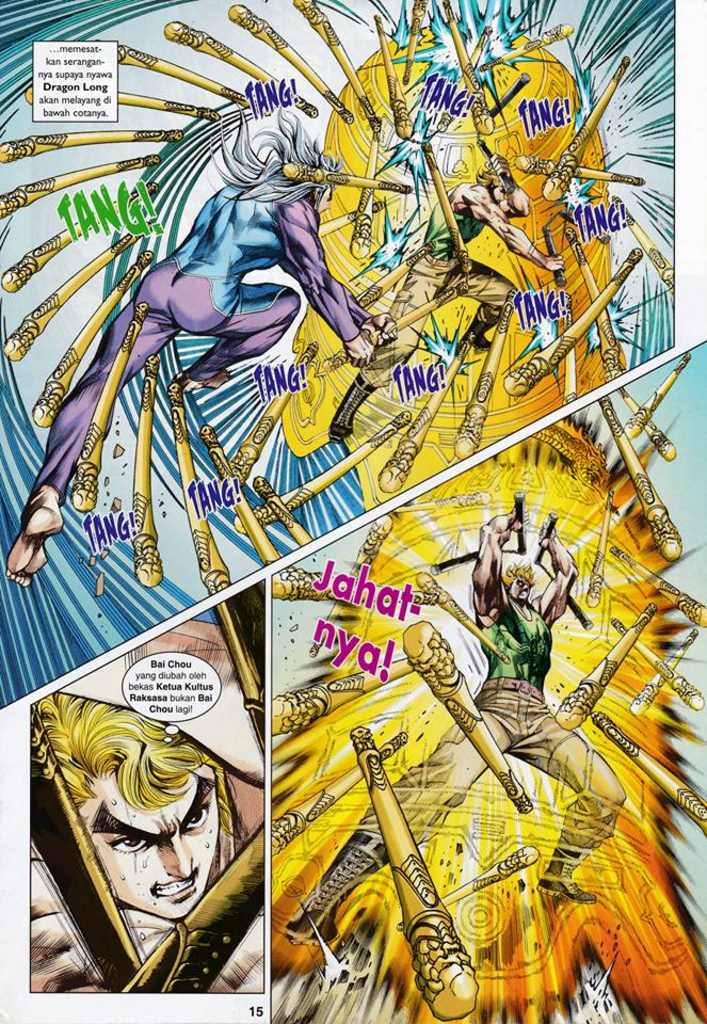 ...memesat-
kan serangan-
nya supaya nyawa
Dragon Long
akan melayang di
bawah cotanya.
TANG!
TANG!
TANG!
TANG!
TANG!
TANG!
TANG!
TANG!
TANG!
TANG!
Jahat-
nya!
Bai Chou
yang diubah oleh
bekas Ketua Kultus
Raksasa bukan Bai
Chou lagi!
15